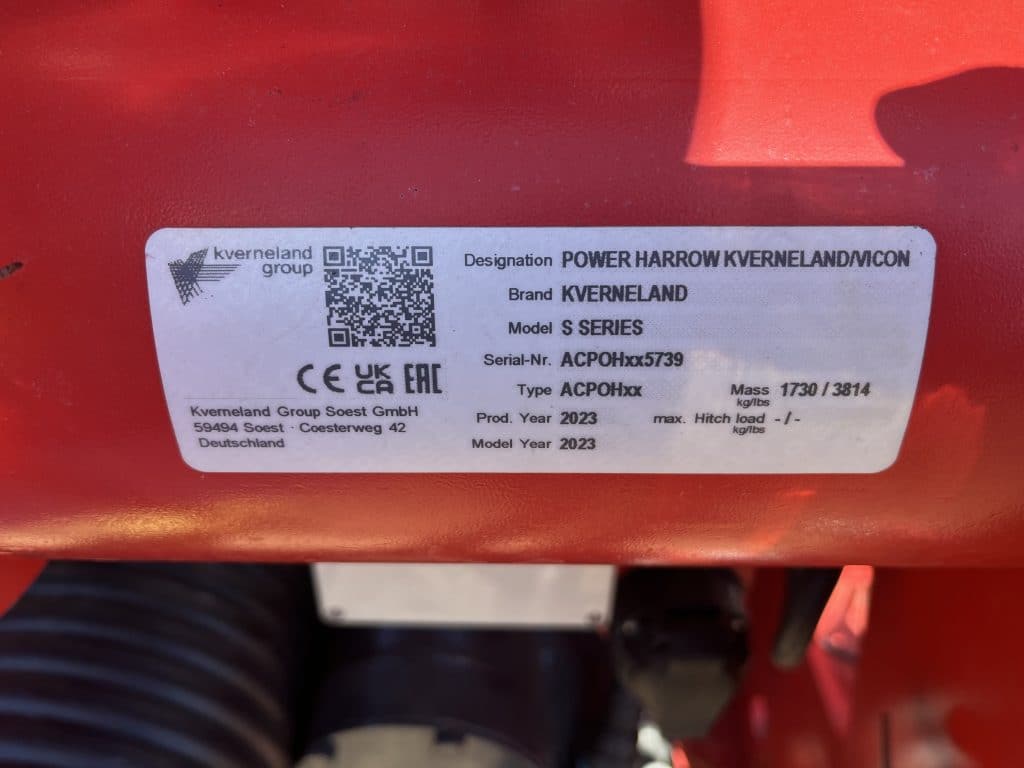 kverneland
group
Designation POWER HARROW KVERNELAND/VICON
Brand KVERNELAND
Model S SERIES
Serial-Nr. ACPOHxx5739
Type ACPOHxx Mass kg/lbs 1730 / 3814
Prod. Year 2023 max. Hitch load kg/lbs - / -
Model Year 2023
CE UK CA EAC
Kverneland Group Soest GmbH
59494 Soest · Coesterweg 42
Deutschland